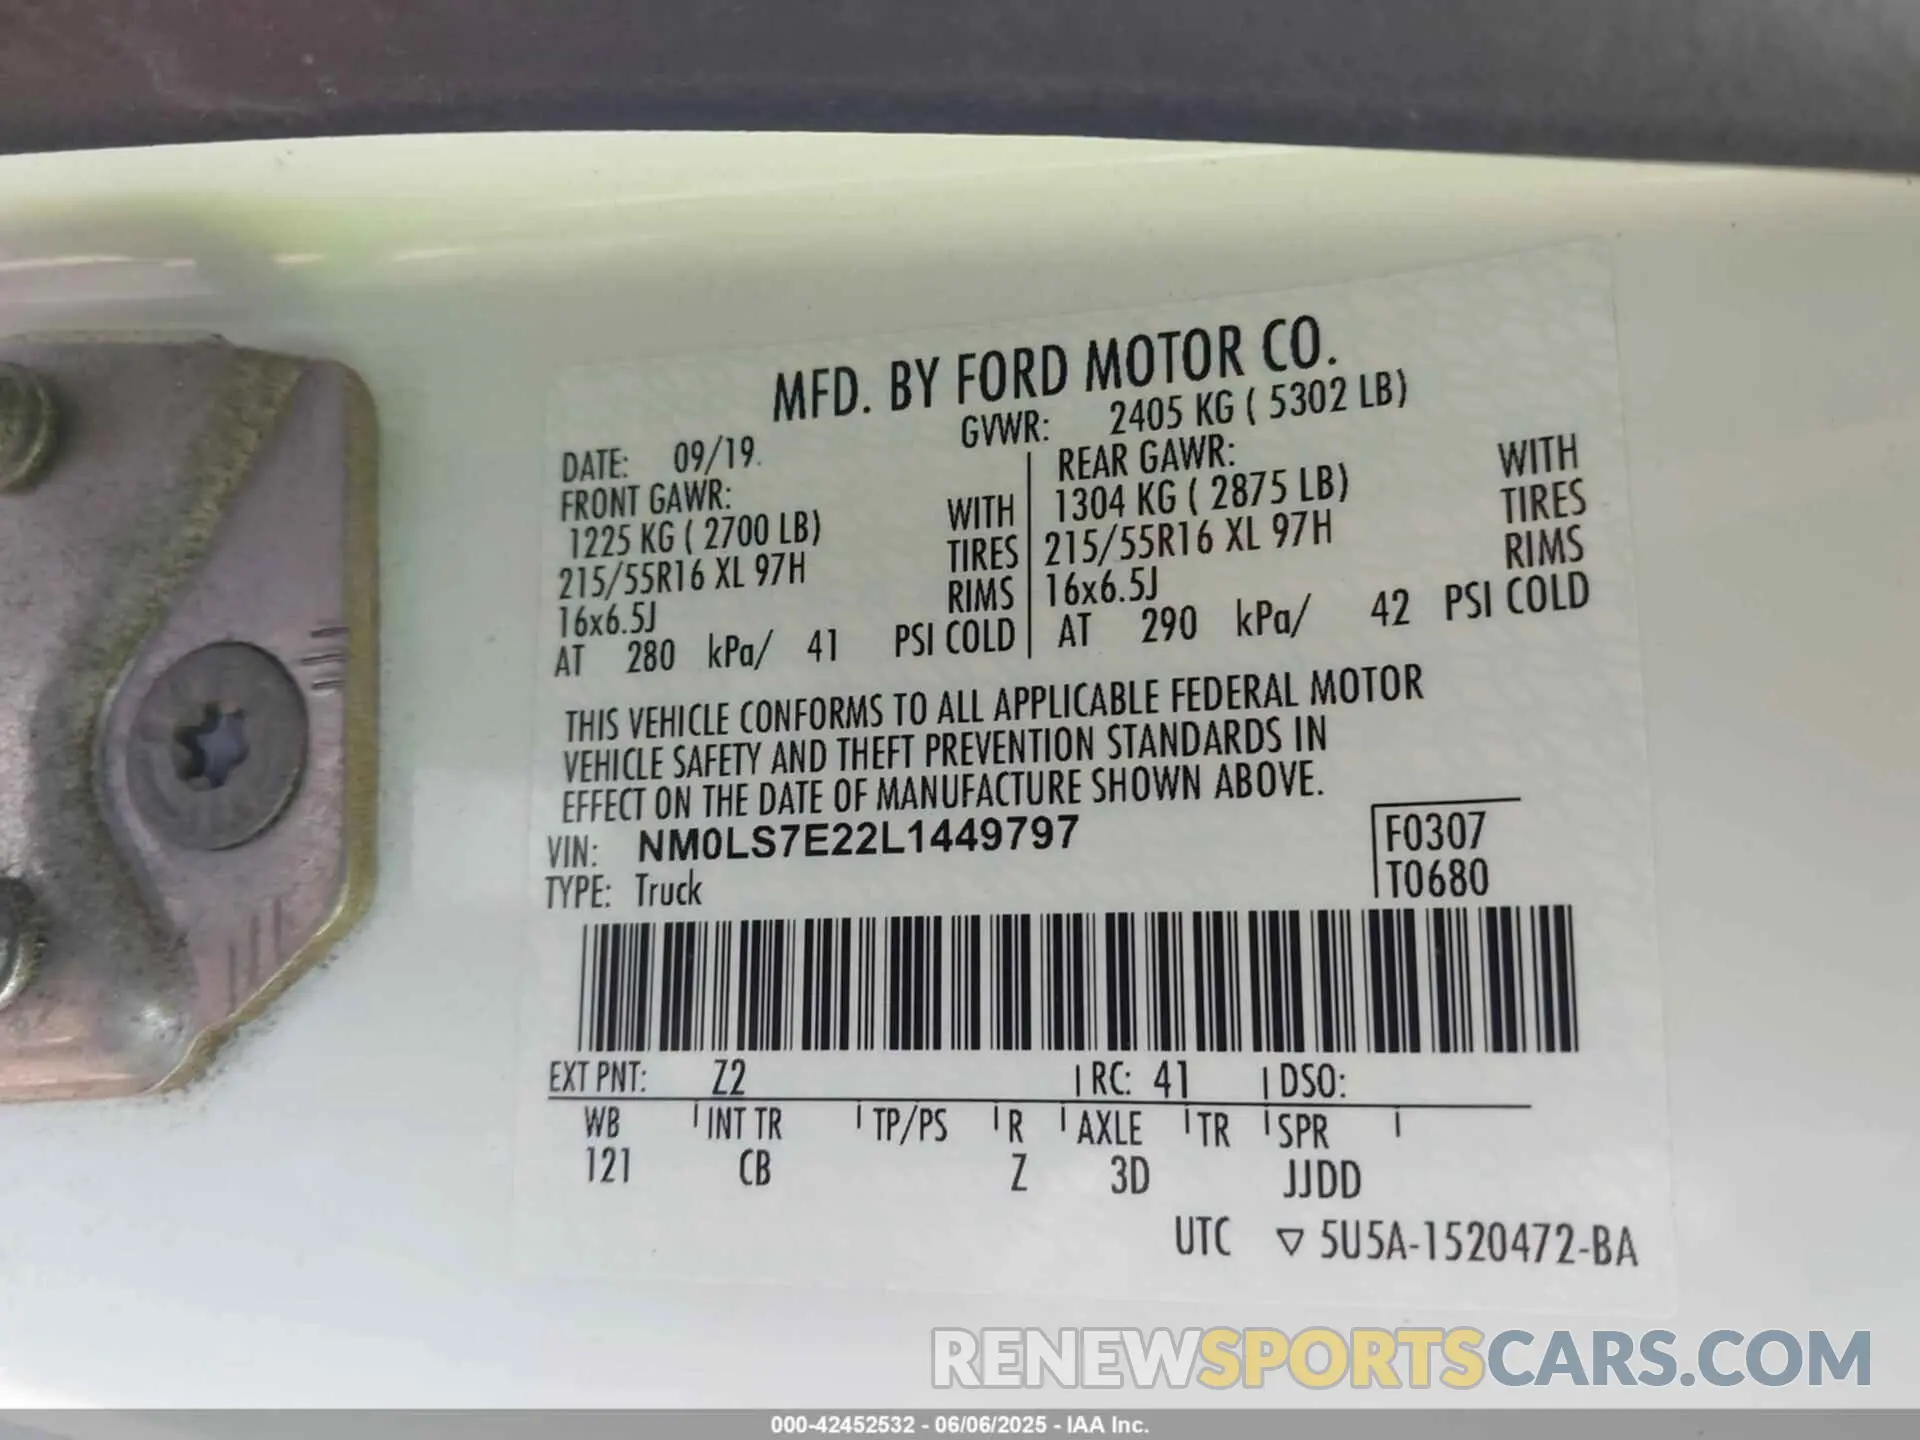 MFD. BY FORD MOTOR CO.
DATE: 09/19. GVWR: 2405 KG ( 5302 LB)
FRONT GAWR: REAR GAWR:
1225 KG ( 2700 LB) WITH 1304 KG ( 2875 LB) WITH
215/55R16 XL 97H TIRES 215/55R16 XL 97H TIRES
16x6.5J RIMS 16x6.5J RIMS
AT 280 kPa/ 41 PSI COLD AT 290 kPa/ 42 PSI COLD
THIS VEHICLE CONFORMS TO ALL APPLICABLE FEDERAL MOTOR
VEHICLE SAFETY AND THEFT PREVENTION STANDARDS IN
EFFECT ON THE DATE OF MANUFACTURE SHOWN ABOVE.
VIN: NM0LS7E22L1449797 F0307
TYPE: Truck T0680
EXT PNT: Z2 RC: 41 DSO:
WB INT TR TP/PS R AXLE TR SPR
121 CB Z 3D JJDD
UTC ▽ 5U5A-1520472-BA
RENEWSPORTSCARS.COM
000-42452532 - 06/06/2025 - IAA Inc.